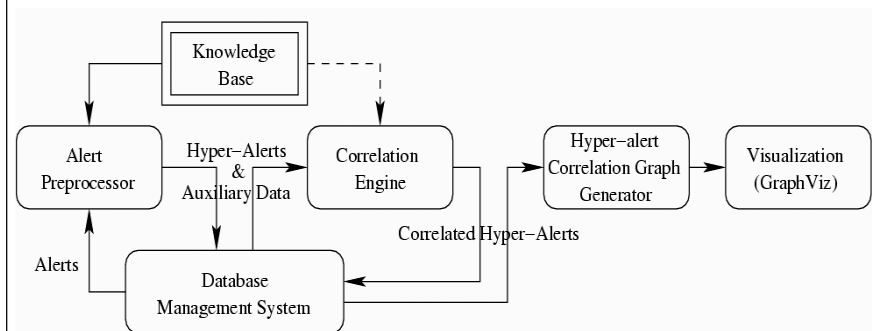 Knowledge
Base
Alert
Preprocessor
Hyper−Alerts
&
Auxiliary Data
Correlation
Engine
Hyper−alert
Correlation Graph
Generator
Visualization
(GraphViz)
Correlated Hyper−Alerts
Alerts
Database
Management System